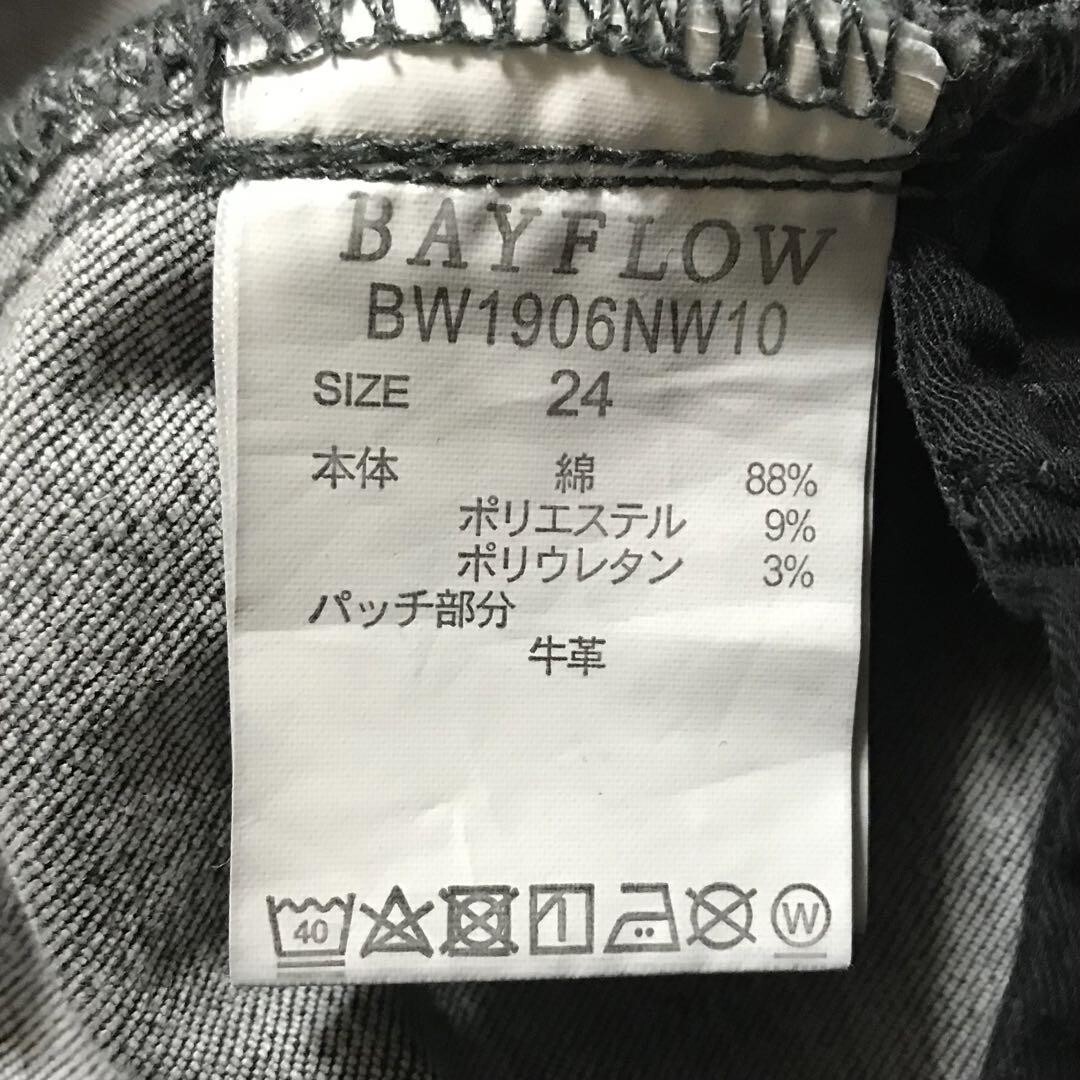 BAYFLOW
BW1906NW10
SIZE 24
本体 綿 88%
ポリエステル 9%
ポリウレタン 3%
パッチ部分
牛革
40 W